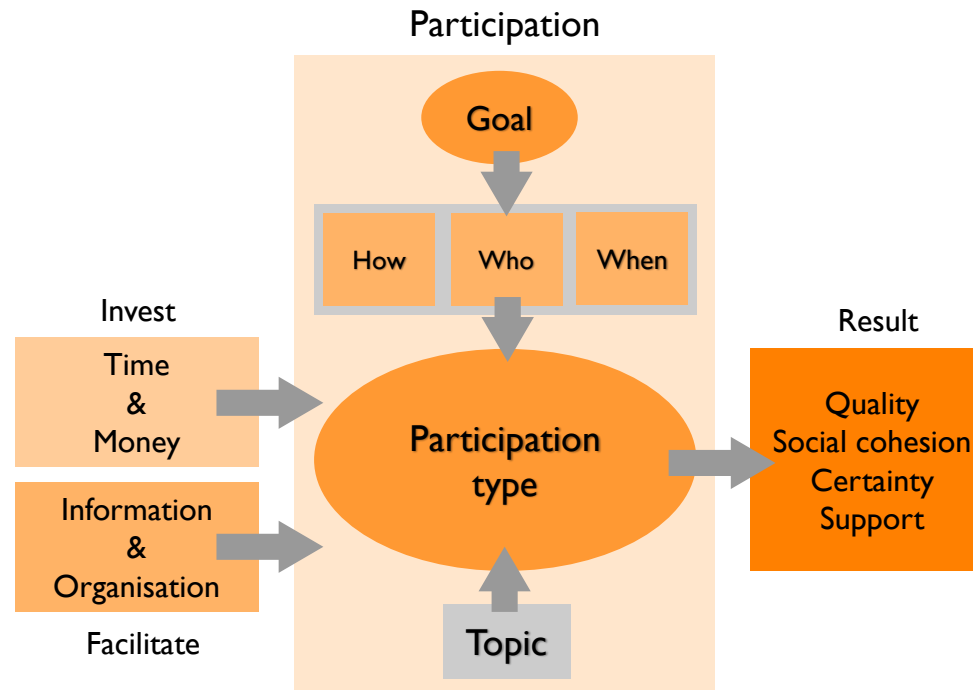 Participation
Goal
How
Who
When
Invest
Time
&
Money
Information
&
Organisation
Facilitate
Participation
type
Topic
Result
Quality
Social cohesion
Certainty
Support